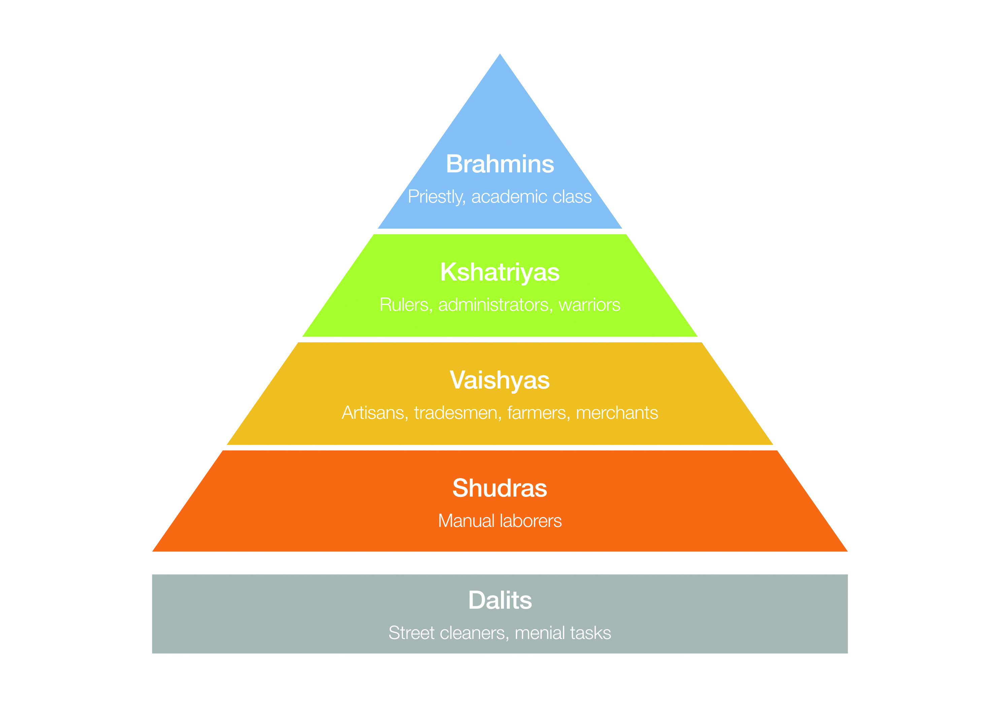 Brahmins
Priestly, academic class
Kshatriyas
Rulers, administrators, warriors
Vaishyas
Artisans, tradesmen, farmers, merchants
Shudras
Manual laborers
Dalits
Street cleaners, menial tasks